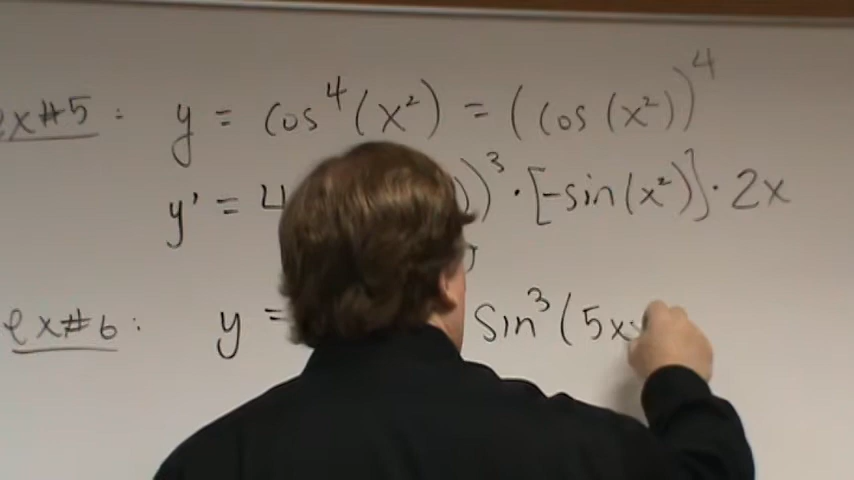 ex#5 : y = cos⁴(x²) = (cos(x²))⁴
y' = 4 ))³ · [-sin(x²)] · 2x
ex#6 : y = sin³(5x